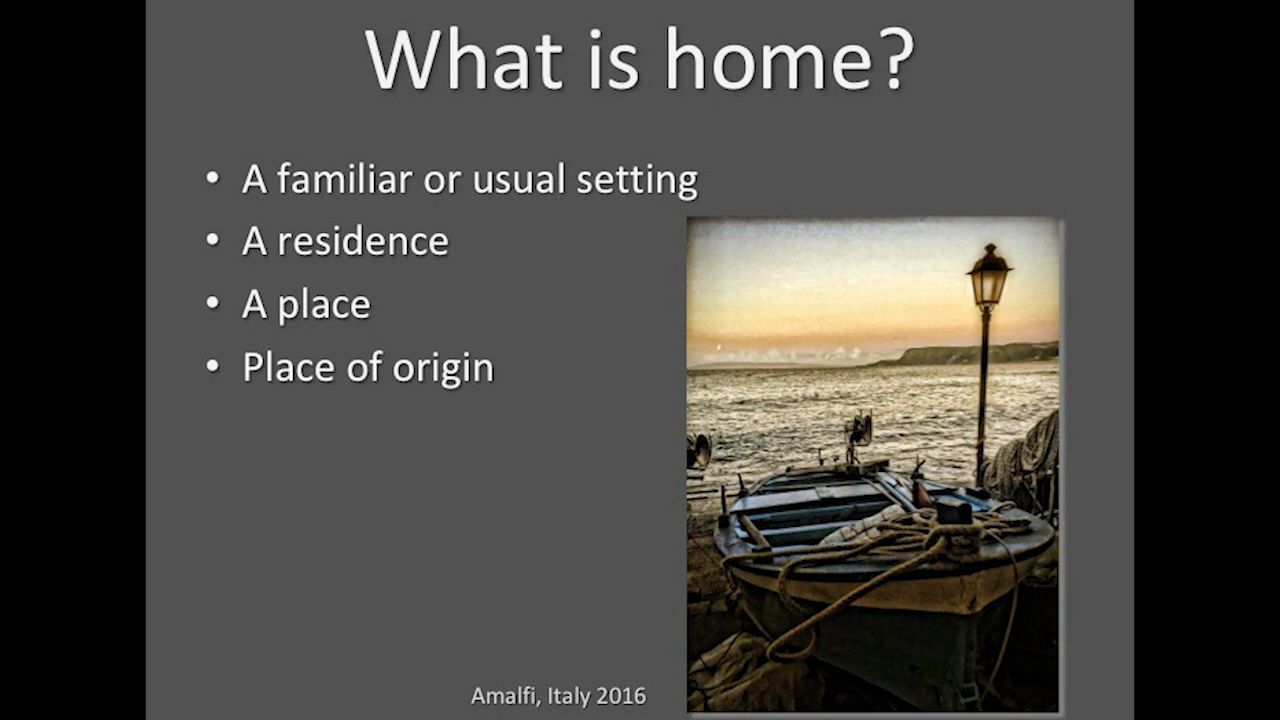 What is home?
• A familiar or usual setting
• A residence
• A place
• Place of origin
Amalfi, Italy 2016